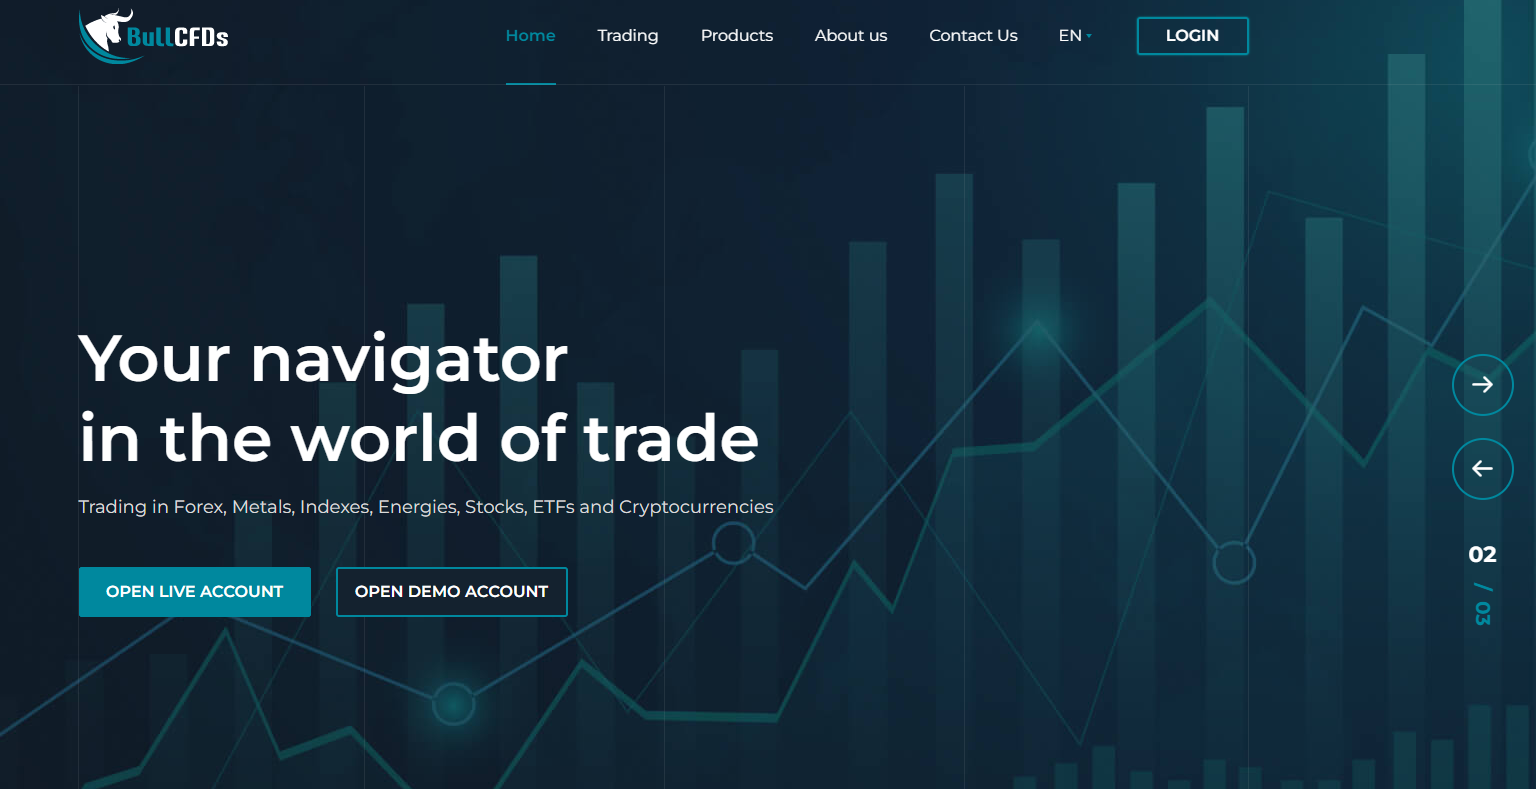 BullCFDs
Home Trading Products About us Contact Us EN LOGIN
Your navigator
in the world of trade
Trading in Forex, Metals, Indexes, Energies, Stocks, ETFs and Cryptocurrencies
OPEN LIVE ACCOUNT OPEN DEMO ACCOUNT
02
/ 03